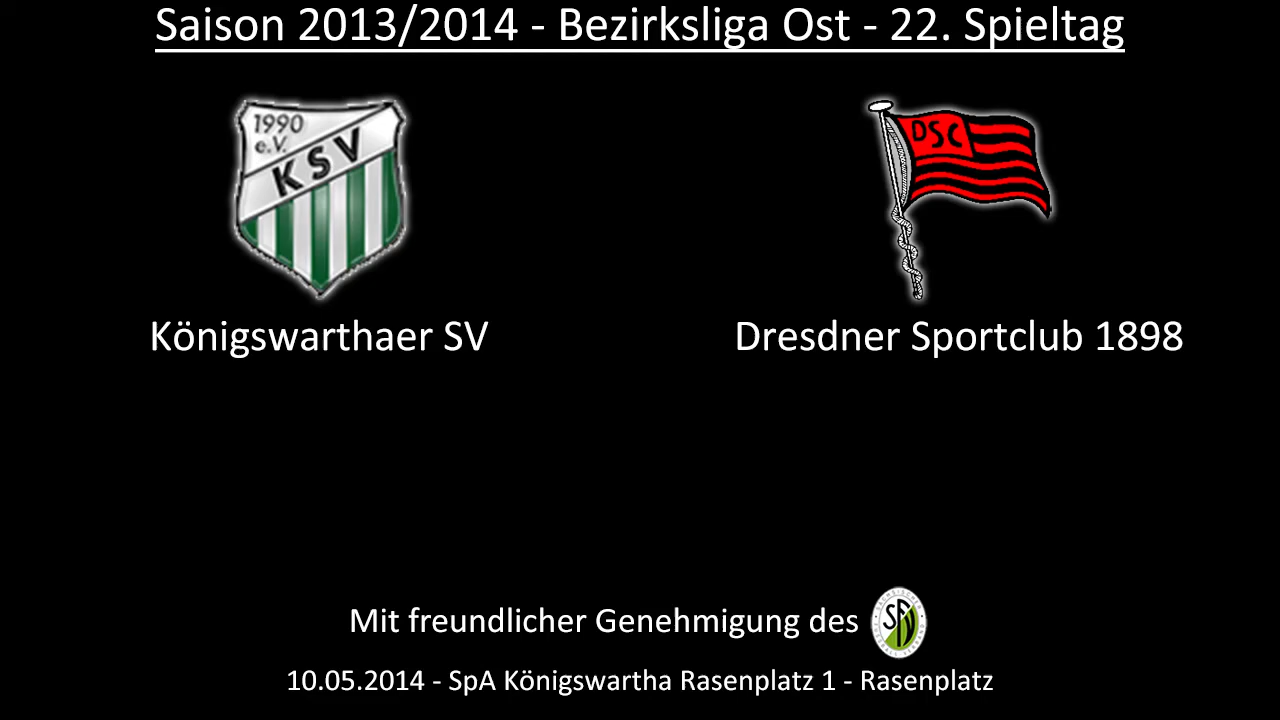 Saison 2013/2014 - Bezirksliga Ost - 22. Spieltag
1990
e.V.
KSV
DSC
Königswarthaer SV
Dresdner Sportclub 1898
Mit freundlicher Genehmigung des
SFV
10.05.2014 - SpA Königswartha Rasenplatz 1 - Rasenplatz